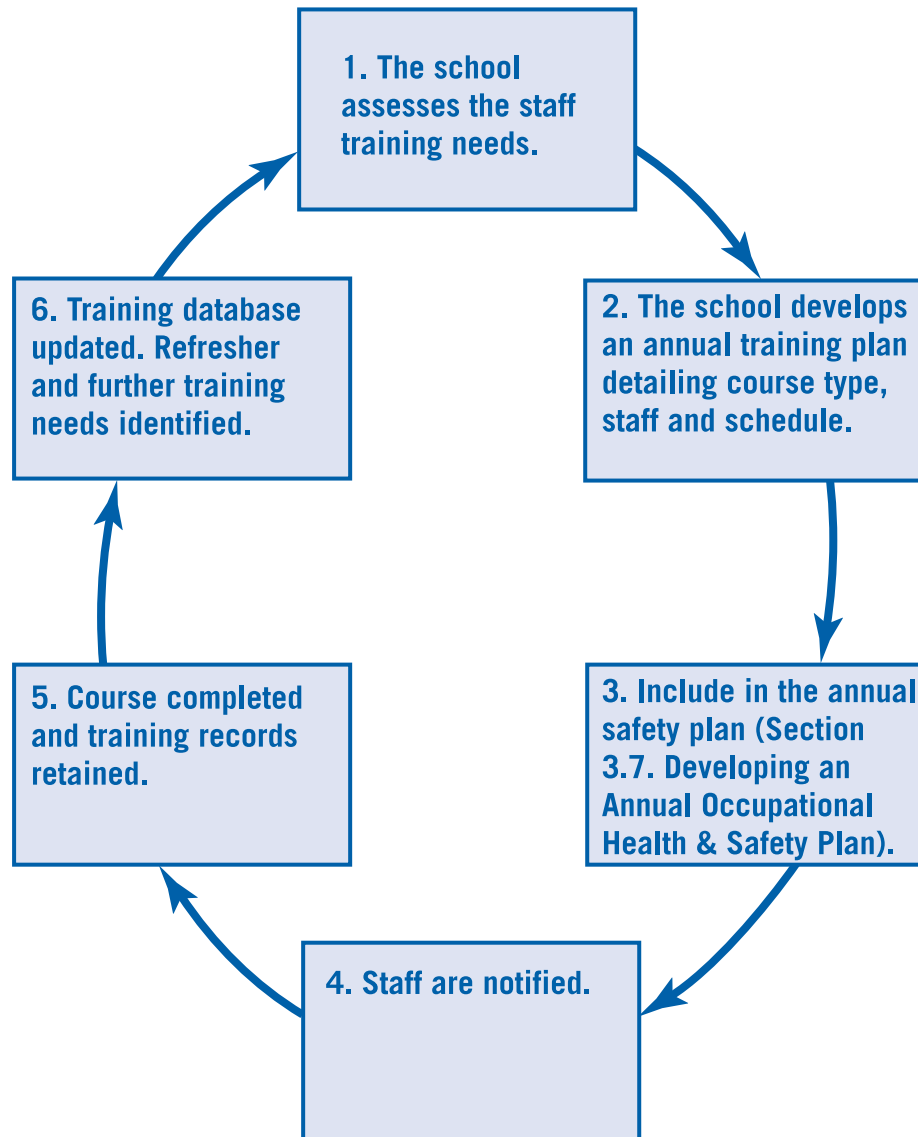 1. The school
assesses the staff
training needs.
2. The school develops
an annual training plan
detailing course type,
staff and schedule.
3. Include in the annual
safety plan (Section
3.7. Developing an
Annual Occupational
Health & Safety Plan).
4. Staff are notified.
5. Course completed
and training records
retained.
6. Training database
updated. Refresher
and further training
needs identified.